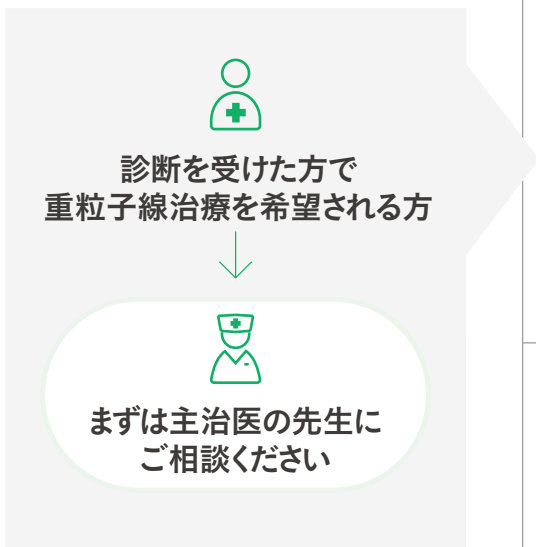 診断を受けた方で
重粒子線治療を希望される方
まずは主治医の先生に
ご相談ください